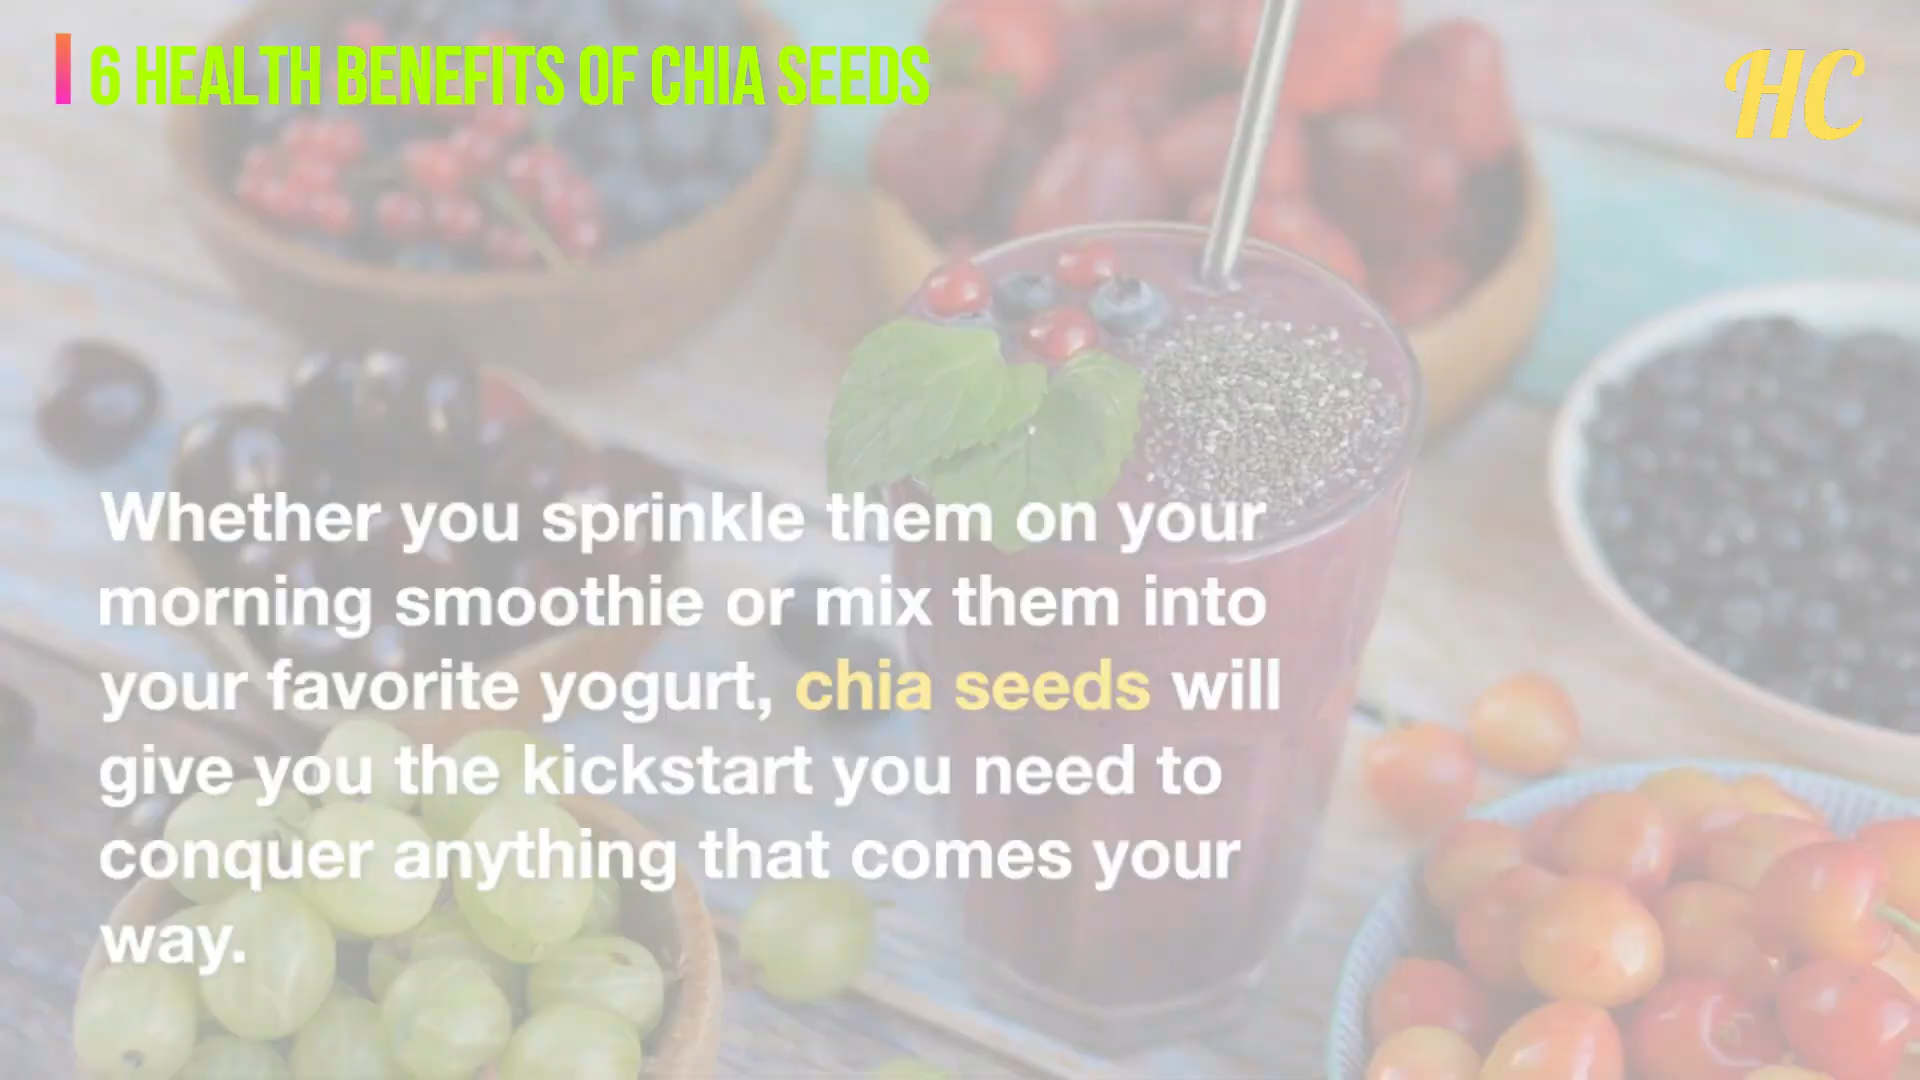 6 HEALTH BENEFITS OF CHIA SEEDS
HC
Whether you sprinkle them on your
morning smoothie or mix them into
your favorite yogurt, chia seeds will
give you the kickstart you need to
conquer anything that comes your
way.